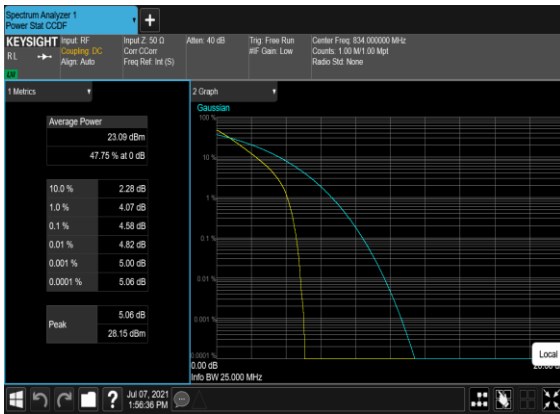 Spectrum Analyzer 1
Power Stat CCDF
KEYSIGHT
RL
Input: RF
Coupling: DC
Align: Auto
Input Z: 50 Ω
Corr CCorr
Freq Ref: Int (S)
Atten: 40 dB
Trig: Free Run
#IF Gain: Low
Center Freq: 834.000000 MHz
Counts: 1.00 M/1.00 Mpt
Radio Std: None
1 Metrics
Average Power
23.09 dBm
47.75 % at 0 dB
10.0 % 2.28 dB
1.0 % 4.07 dB
0.1 % 4.58 dB
0.01 % 4.82 dB
0.001 % 5.00 dB
0.0001 % 5.06 dB
Peak
5.06 dB
28.15 dBm
2 Graph
Gaussian
100 %
10 %
1 %
0.1 %
0.01 %
0.001 %
0.0001 %
0.00 dB
Info BW 25.000 MHz
Local
?
Jul 07, 2021
1:56:36 PM